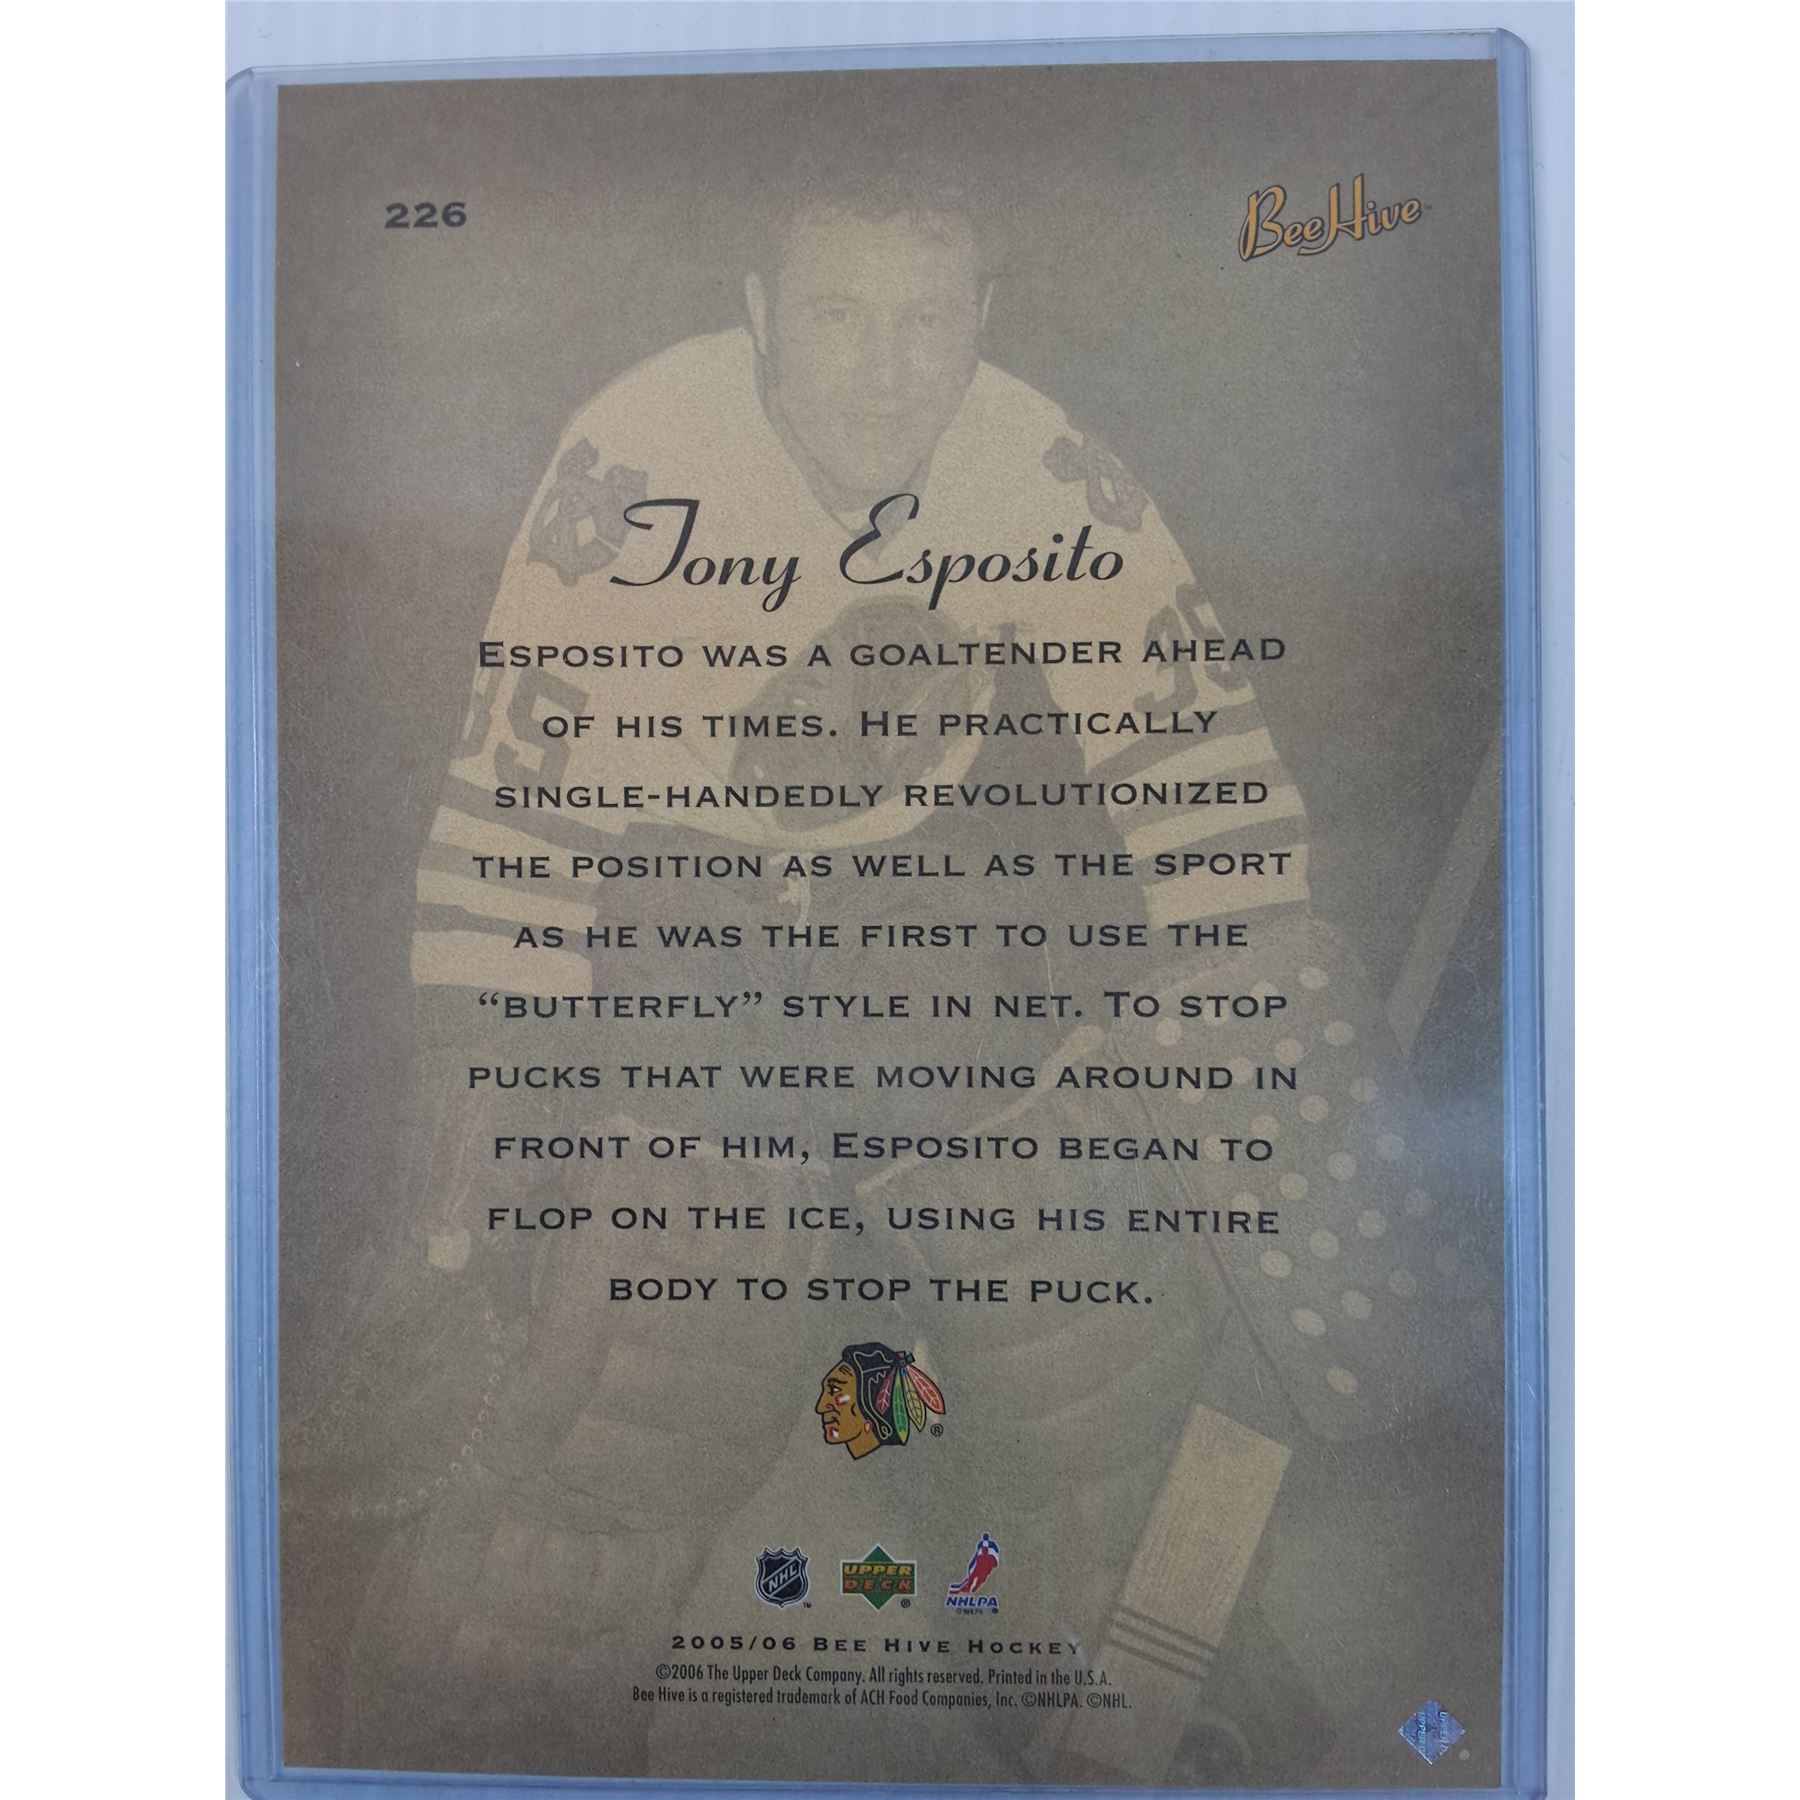 226
BeeHive
Tony Esposito
ESPOSITO WAS A GOALTENDER AHEAD
OF HIS TIMES. HE PRACTICALLY
SINGLE-HANDEDLY REVOLUTIONIZED
THE POSITION AS WELL AS THE SPORT
AS HE WAS THE FIRST TO USE THE
“BUTTERFLY” STYLE IN NET. TO STOP
PUCKS THAT WERE MOVING AROUND IN
FRONT OF HIM, ESPOSITO BEGAN TO
FLOP ON THE ICE, USING HIS ENTIRE
BODY TO STOP THE PUCK.
®
NHL ™ UPPER DECK ® NHLPA
2005/06 BEE HIVE HOCKEY
©2006 The Upper Deck Company. All rights reserved. Printed in the U.S.A.
Bee Hive is a registered trademark of ACH Food Companies, Inc. ©NHLPA. ©NHL.